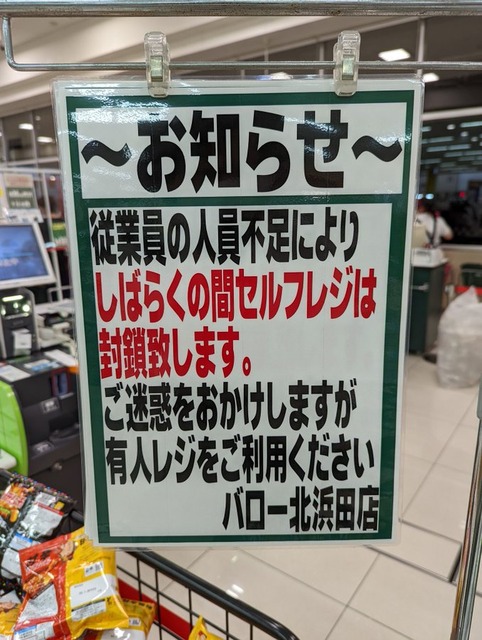 ～お知らせ～
従業員の人員不足により
しばらくの間セルフレジは
封鎖致します。
ご迷惑をおかけしますが
有人レジをご利用ください
バロー北浜田店